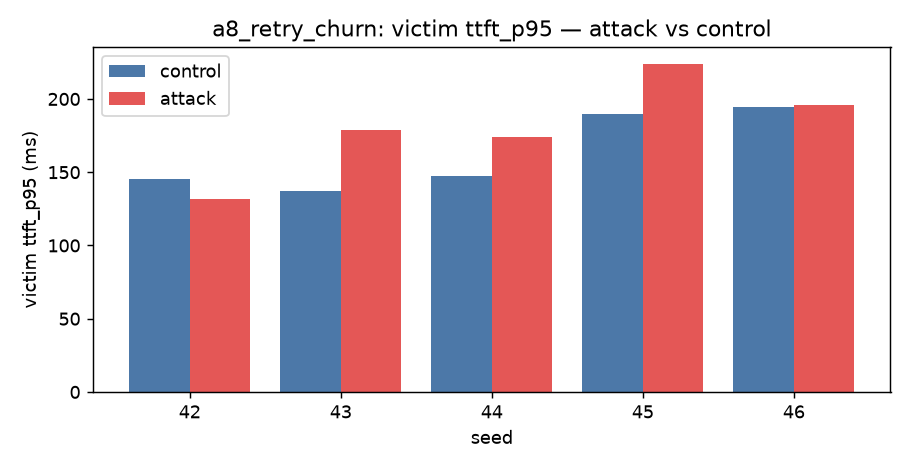 a8_retry_churn: victim ttft_p95 — attack vs control
control
attack
victim ttft_p95 (ms)
200
150
100
50
0
42 43 44 45 46
seed